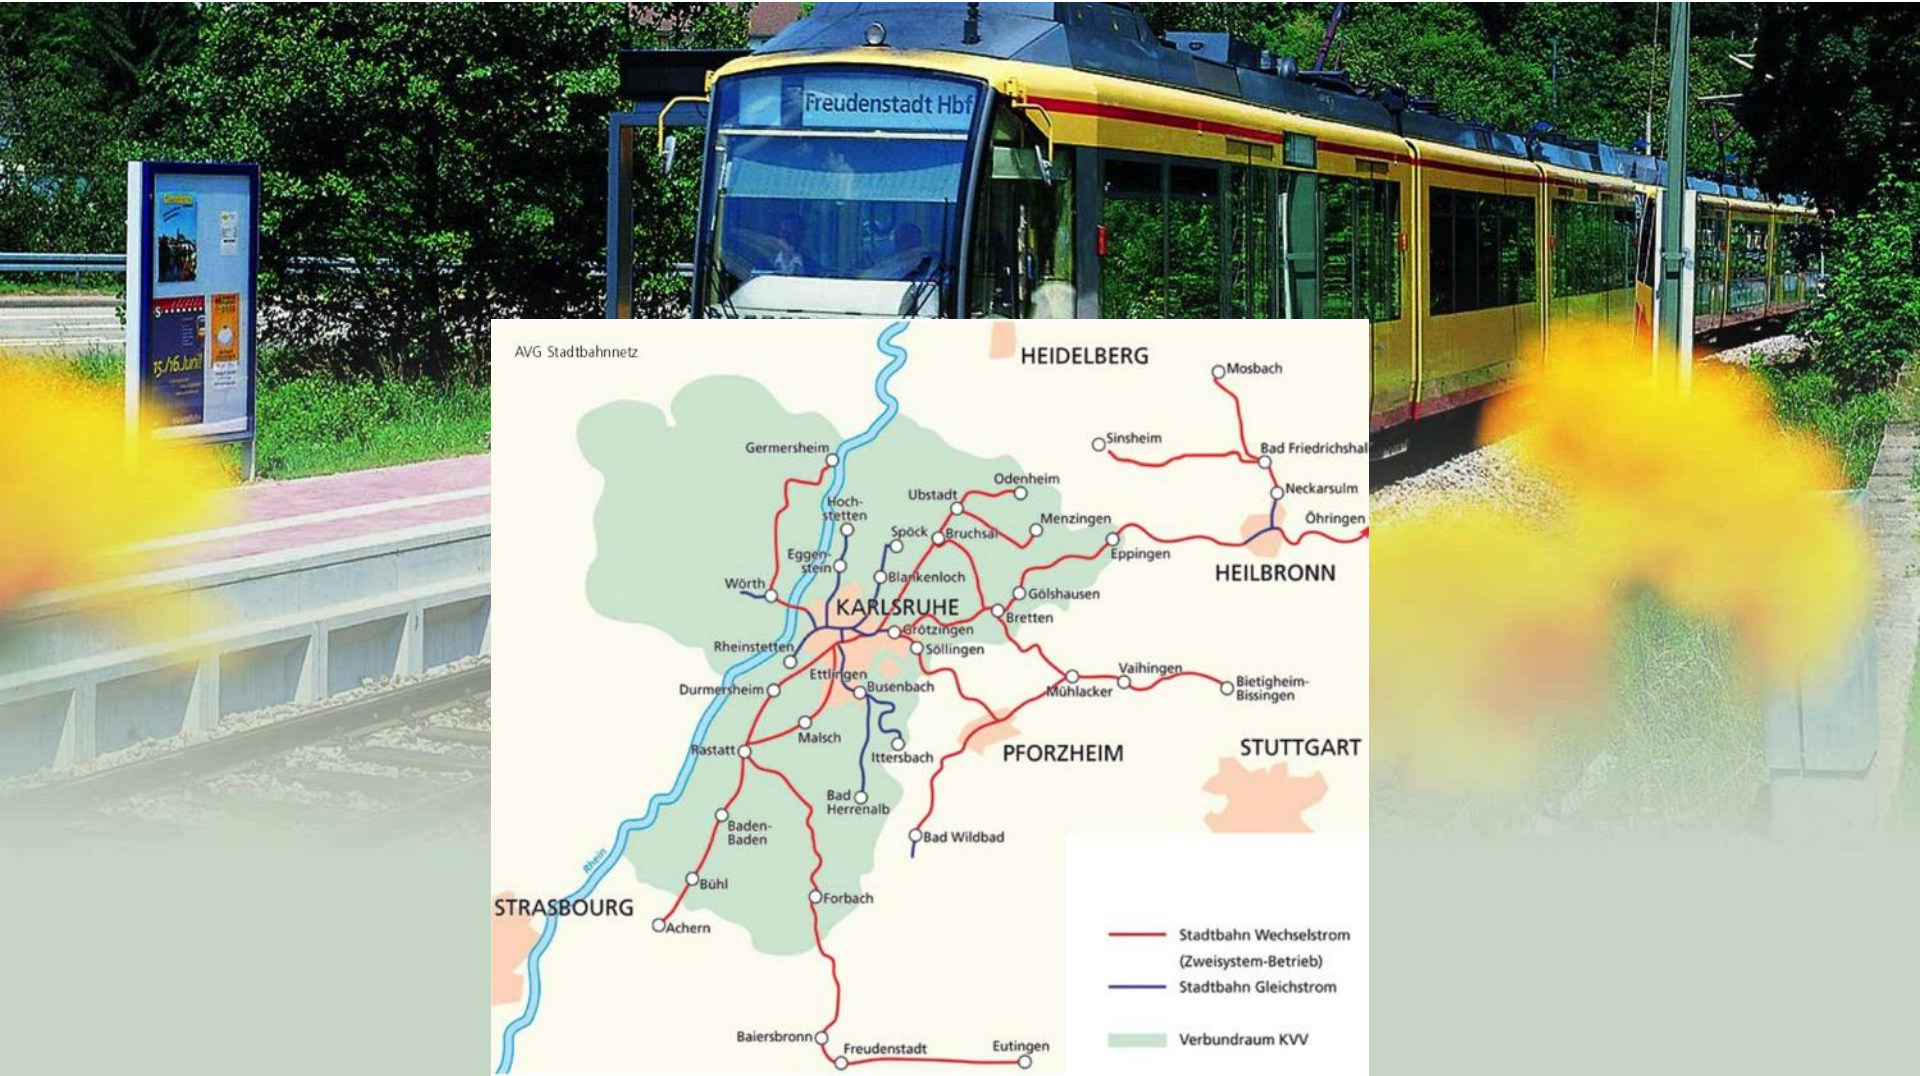 Freudenstadt Hbf
15./16. Juni!
AVG Stadtbahnnetz
HEIDELBERG
Mosbach
Sinsheim
Bad Friedrichshal
Germersheim
Neckarsulm
Odenheim
Ubstadt
Hoch-
stetten
Menzingen
Öhringen
Spöck
Bruchsal
Eggen-
stein
Eppingen
Blankenloch
HEILBRONN
Wörth
Gölshausen
KARLSRUHE
Bretten
Grötzingen
Rheinstetten
Söllingen
Ettlingen
Vaihingen
Durmersheim
Busenbach
Mühlacker
Bietigheim-
Bissingen
Malsch
Rastatt
Ittersbach
PFORZHEIM
STUTTGART
Bad
Herrenalb
Baden-
Baden
Bad Wildbad
Rhein
Bühl
Forbach
STRASBOURG
Achern
Stadtbahn Wechselstrom
(Zweisystem-Betrieb)
Stadtbahn Gleichstrom
Verbundraum KVV
Baiersbronn
Freudenstadt
Eutingen